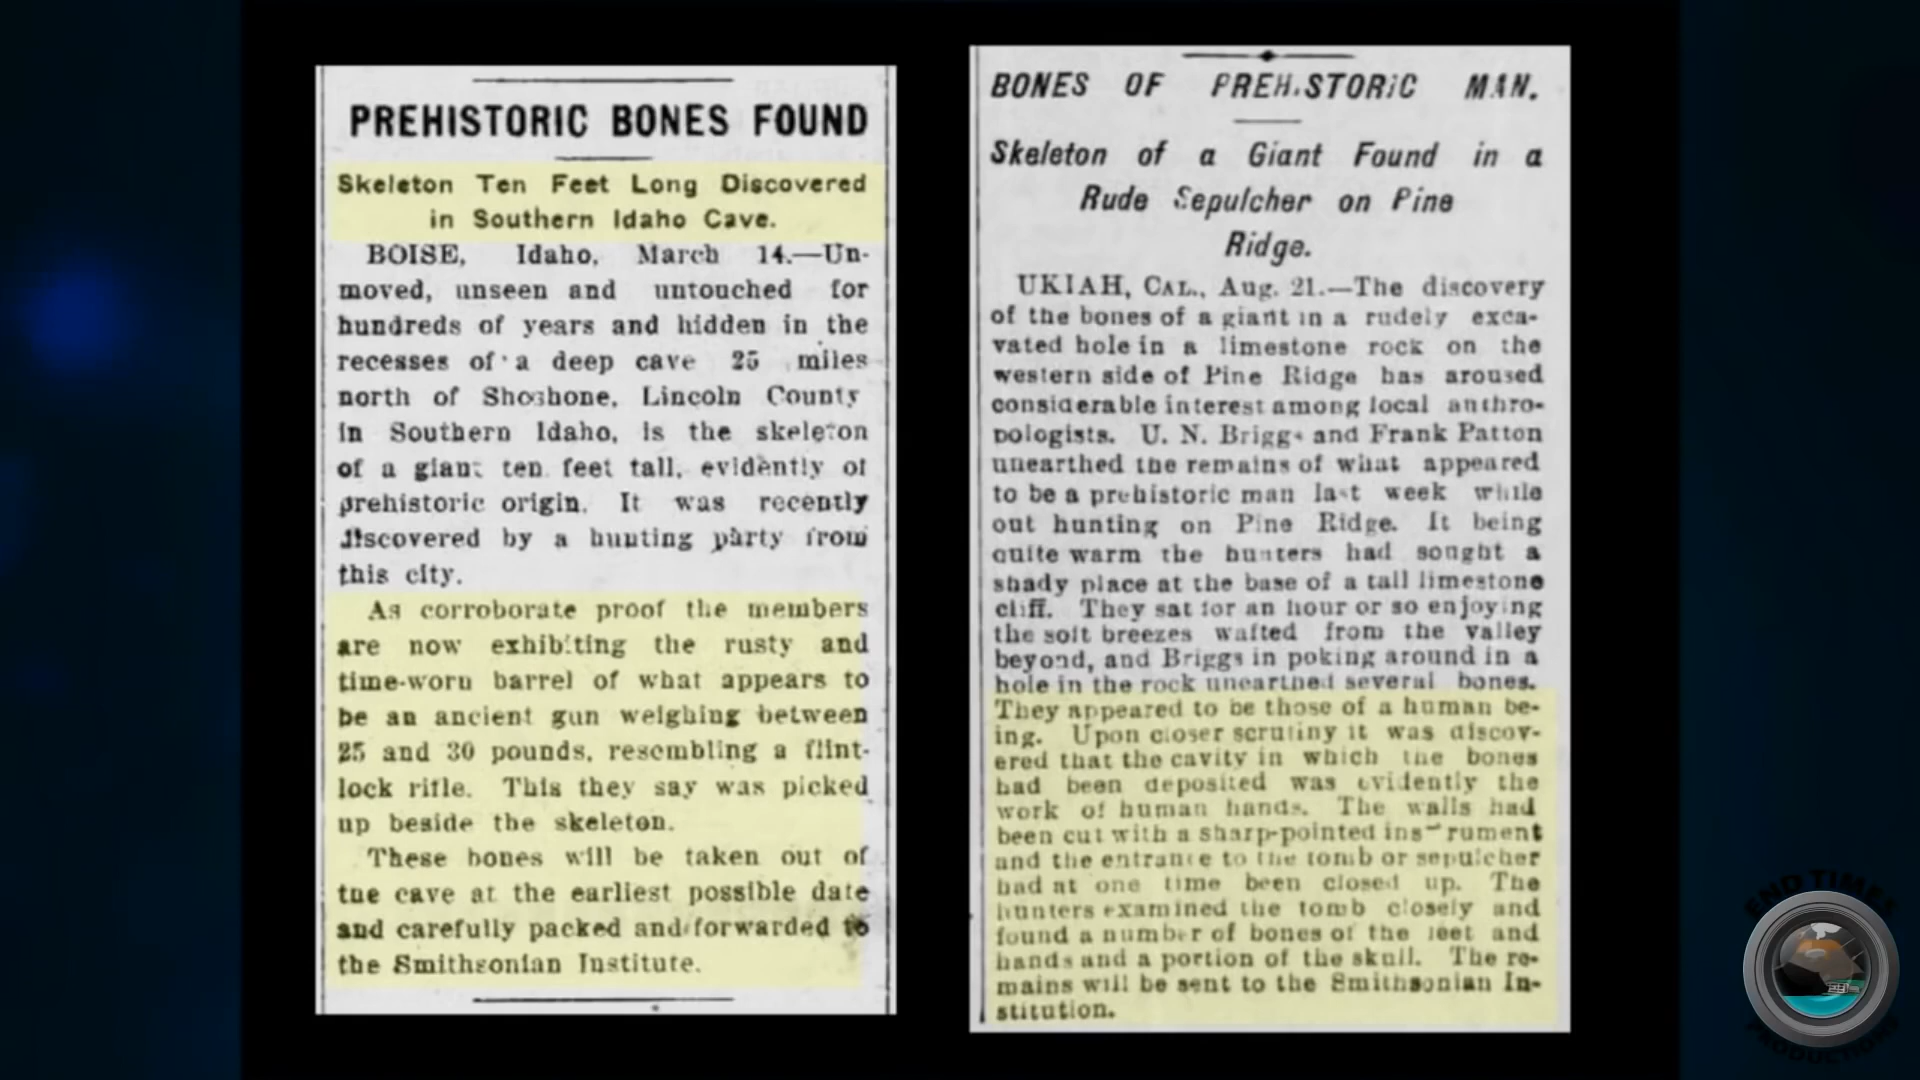 PREHISTORIC BONES FOUND
Skeleton Ten Feet Long Discovered
in Southern Idaho Cave.
BOISE, Idaho, March 14.—Un-
moved, unseen and untouched for
hundreds of years and hidden in the
recesses of a deep cave 25 miles
north of Shoshone, Lincoln County
in Southern Idaho, is the skeleton
of a giant ten feet tall, evidently of
prehistoric origin. It was recently
discovered by a hunting party from
this city.
As corroborate proof the members
are now exhibiting the rusty and
time-worn barrel of what appears to
be an ancient gun weighing between
25 and 30 pounds, resembling a flint-
lock rifle. This they say was picked
up beside the skeleton.
These bones will be taken out of
the cave at the earliest possible date
and carefully packed and forwarded to
the Smithsonian Institute.
BONES OF PREHISTORIC MAN.
Skeleton of a Giant Found in a
Rude Sepulcher on Pine
Ridge.
UKIAH, CAL., Aug. 21.—The discovery
of the bones of a giant in a rudely exca-
vated hole in a limestone rock on the
western side of Pine Ridge has aroused
considerable interest among local anthro-
pologists. U. N. Briggs and Frank Patton
unearthed the remains of what appeared
to be a prehistoric man last week while
out hunting on Pine Ridge. It being
quite warm the hunters had sought a
shady place at the base of a tall limestone
cliff. They sat for an hour or so enjoying
the soft breezes wafted from the valley
beyond, and Briggs in poking around in a
hole in the rock unearthed several bones.
They appeared to be those of a human be-
ing. Upon closer scrutiny it was discov-
ered that the cavity in which the bones
had been deposited was evidently the
work of human hands. The walls had
been cut with a sharp-pointed instrument
and the entrance to the tomb or sepulcher
had at one time been closed up. The
hunters examined the tomb closely and
found a number of bones of the feet and
hands and a portion of the skull. The re-
mains will be sent to the Smithsonian In-
stitution.
END TIMES
PRODUCTIONS